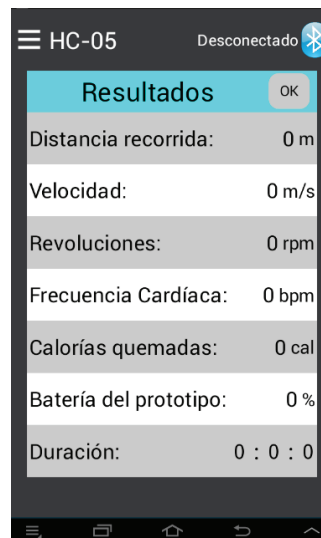 HC-05 Desconectado
Resultados OK
Distancia recorrida: 0 m
Velocidad: 0 m/s
Revoluciones: 0 rpm
Frecuencia Cardíaca: 0 bpm
Calorías quemadas: 0 cal
Batería del prototipo: 0 %
Duración: 0 : 0 : 0